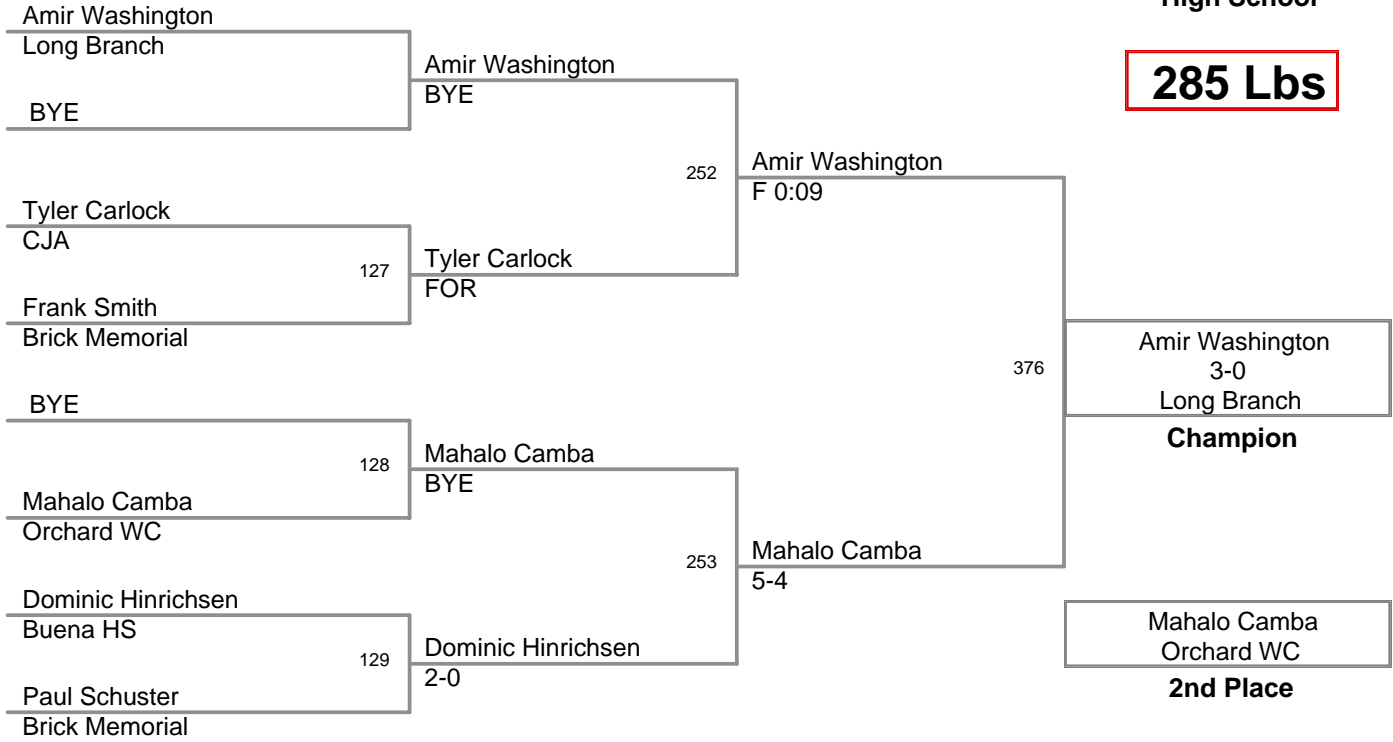 High School
285 Lbs
Amir Washington
Long Branch
BYE
Tyler Carlock
CJA
Frank Smith
Brick Memorial
BYE
Mahalo Camba
Orchard WC
Dominic Hinrichsen
Buena HS
Paul Schuster
Brick Memorial
127
128
129
Amir Washington
BYE
Tyler Carlock
FOR
Mahalo Camba
BYE
Dominic Hinrichsen
2-0
252
253
Amir Washington
F 0:09
Mahalo Camba
5-4
376
Amir Washington
3-0
Long Branch
Champion
Mahalo Camba
Orchard WC
2nd Place